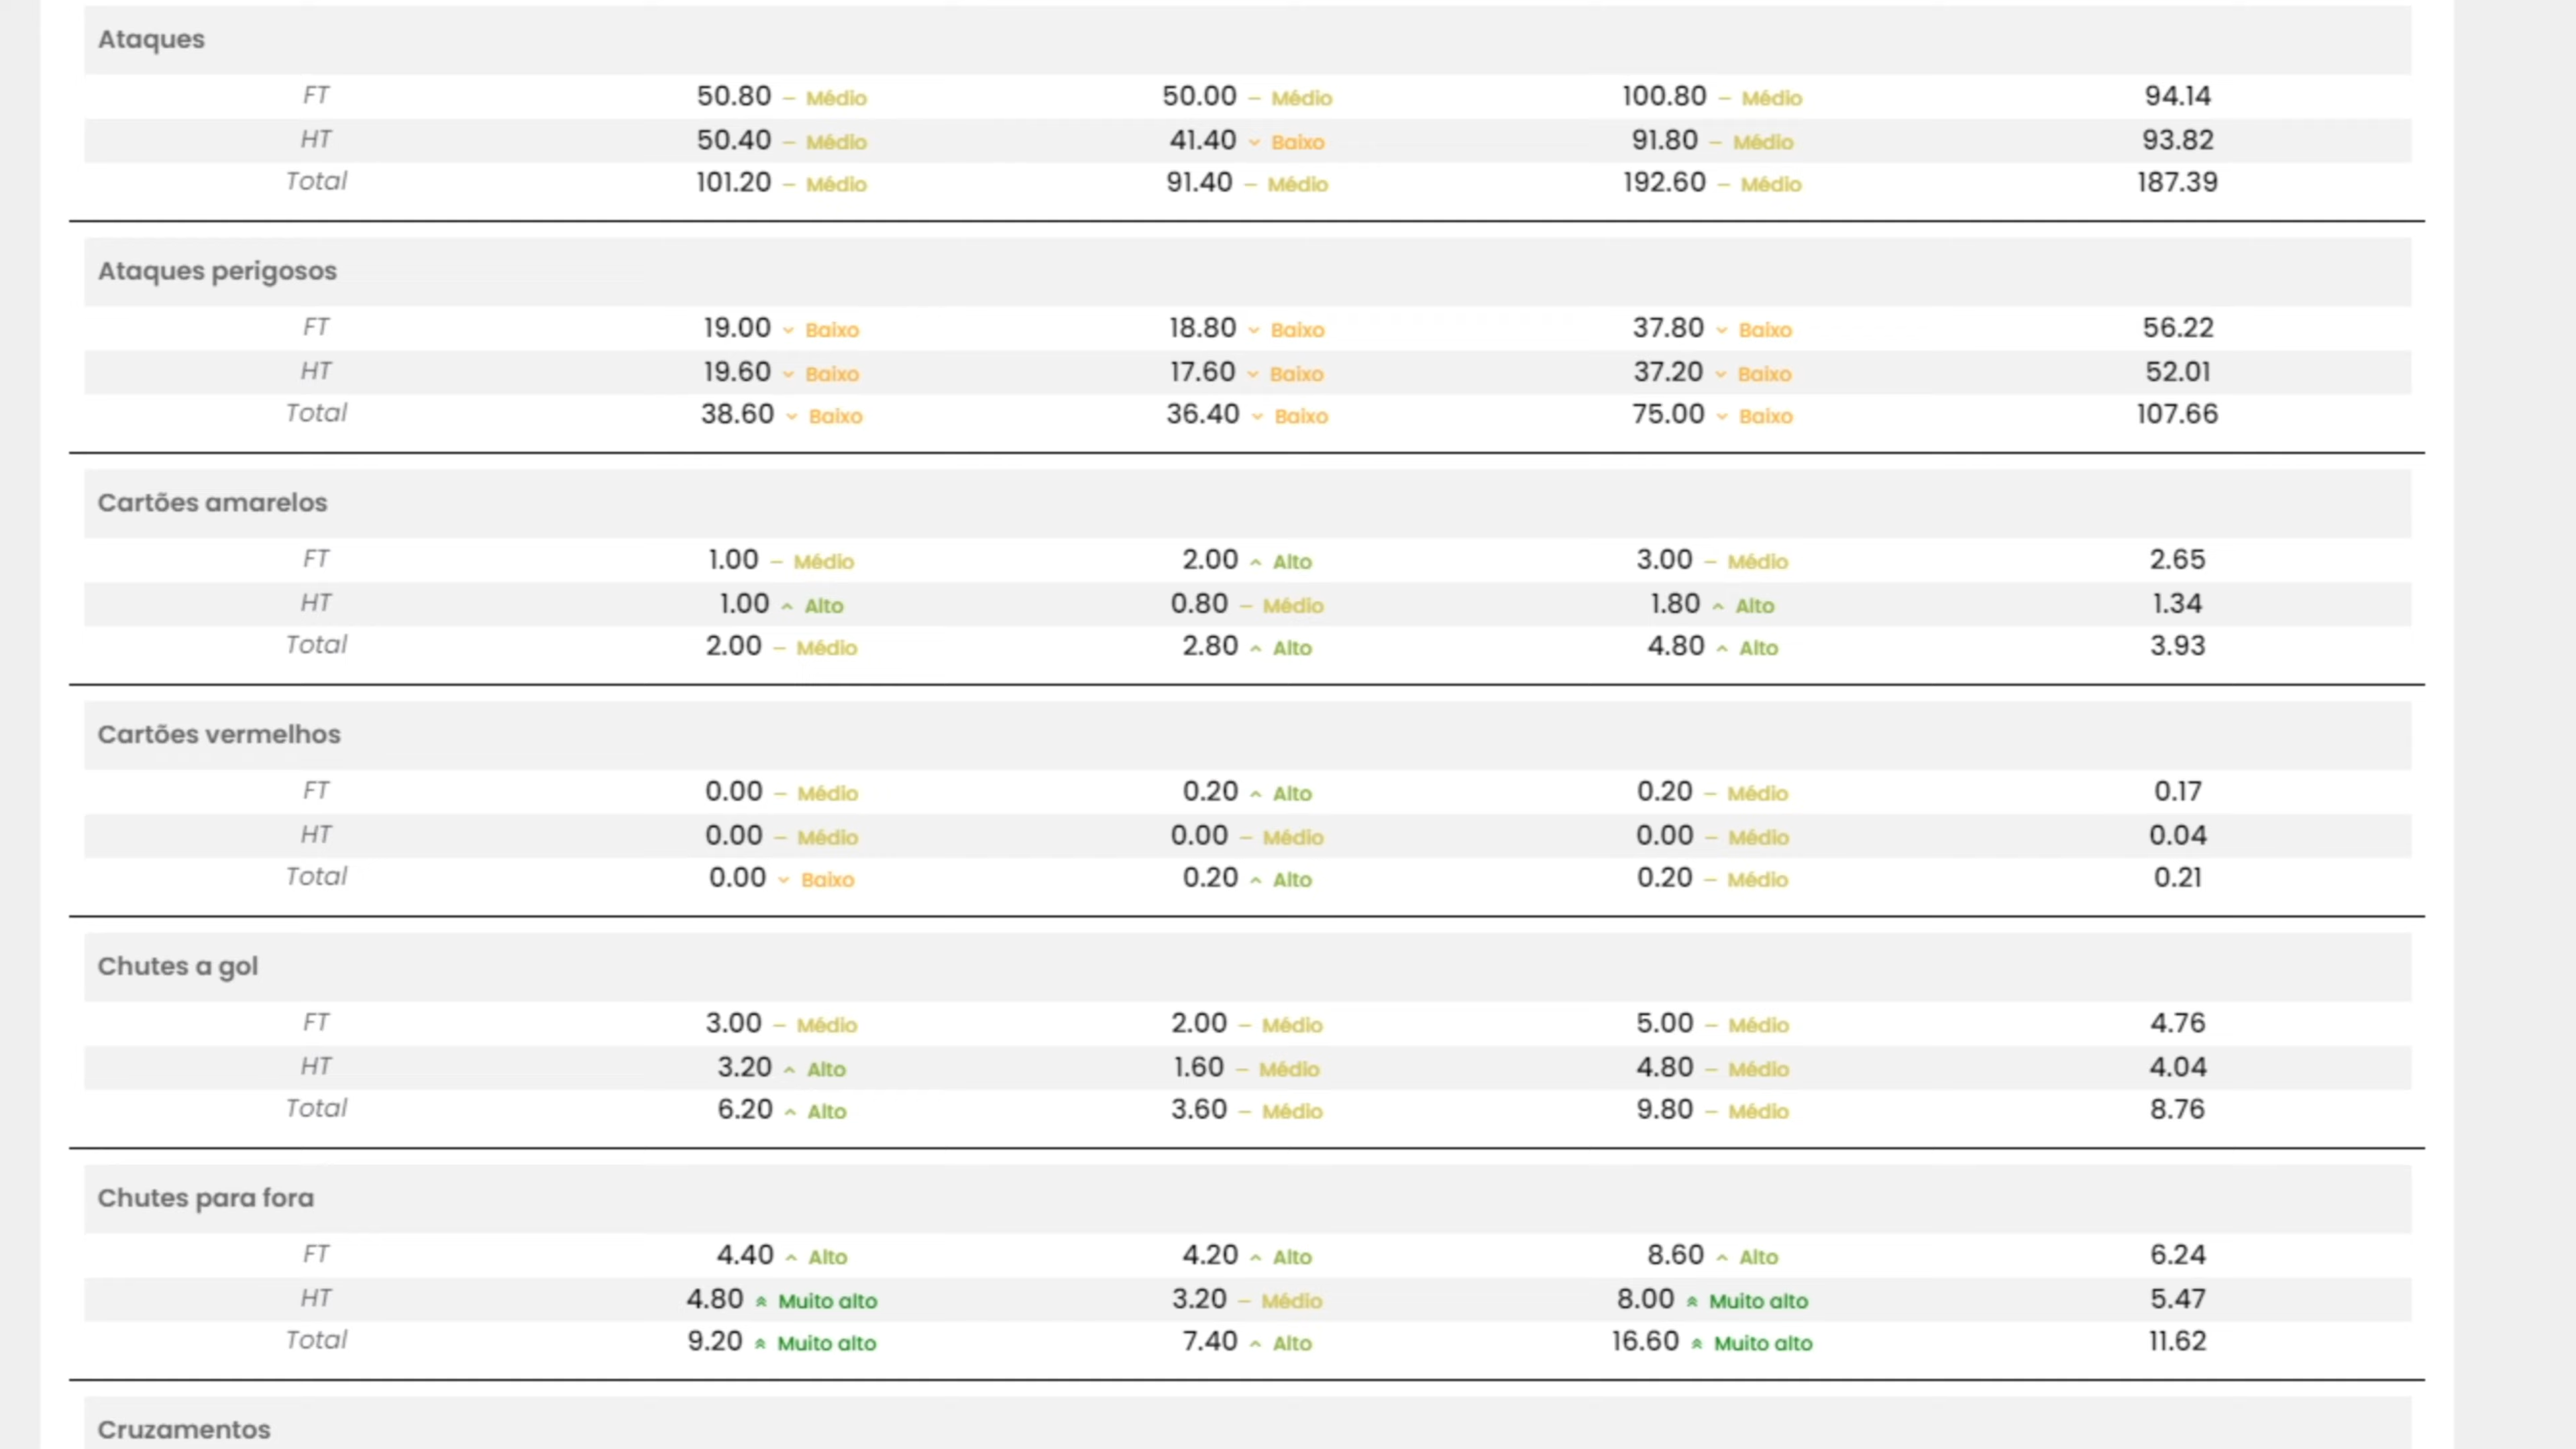 Ataques
FT 50.80 – Médio 50.00 – Médio 100.80 – Médio 94.14
HT 50.40 – Médio 41.40 Baixo 91.80 – Médio 93.82
Total 101.20 – Médio 91.40 – Médio 192.60 – Médio 187.39
Ataques perigosos
FT 19.00 Baixo 18.80 Baixo 37.80 Baixo 56.22
HT 19.60 Baixo 17.60 Baixo 37.20 Baixo 52.01
Total 38.60 Baixo 36.40 Baixo 75.00 Baixo 107.66
Cartões amarelos
FT 1.00 – Médio 2.00 Alto 3.00 – Médio 2.65
HT 1.00 Alto 0.80 – Médio 1.80 Alto 1.34
Total 2.00 – Médio 2.80 Alto 4.80 Alto 3.93
Cartões vermelhos
FT 0.00 – Médio 0.20 Alto 0.20 – Médio 0.17
HT 0.00 – Médio 0.00 – Médio 0.00 – Médio 0.04
Total 0.00 Baixo 0.20 Alto 0.20 – Médio 0.21
Chutes a gol
FT 3.00 – Médio 2.00 – Médio 5.00 – Médio 4.76
HT 3.20 Alto 1.60 – Médio 4.80 – Médio 4.04
Total 6.20 Alto 3.60 – Médio 9.80 – Médio 8.76
Chutes para fora
FT 4.40 Alto 4.20 Alto 8.60 Alto 6.24
HT 4.80 Muito alto 3.20 – Médio 8.00 Muito alto 5.47
Total 9.20 Muito alto 7.40 Alto 16.60 Muito alto 11.62
Cruzamentos